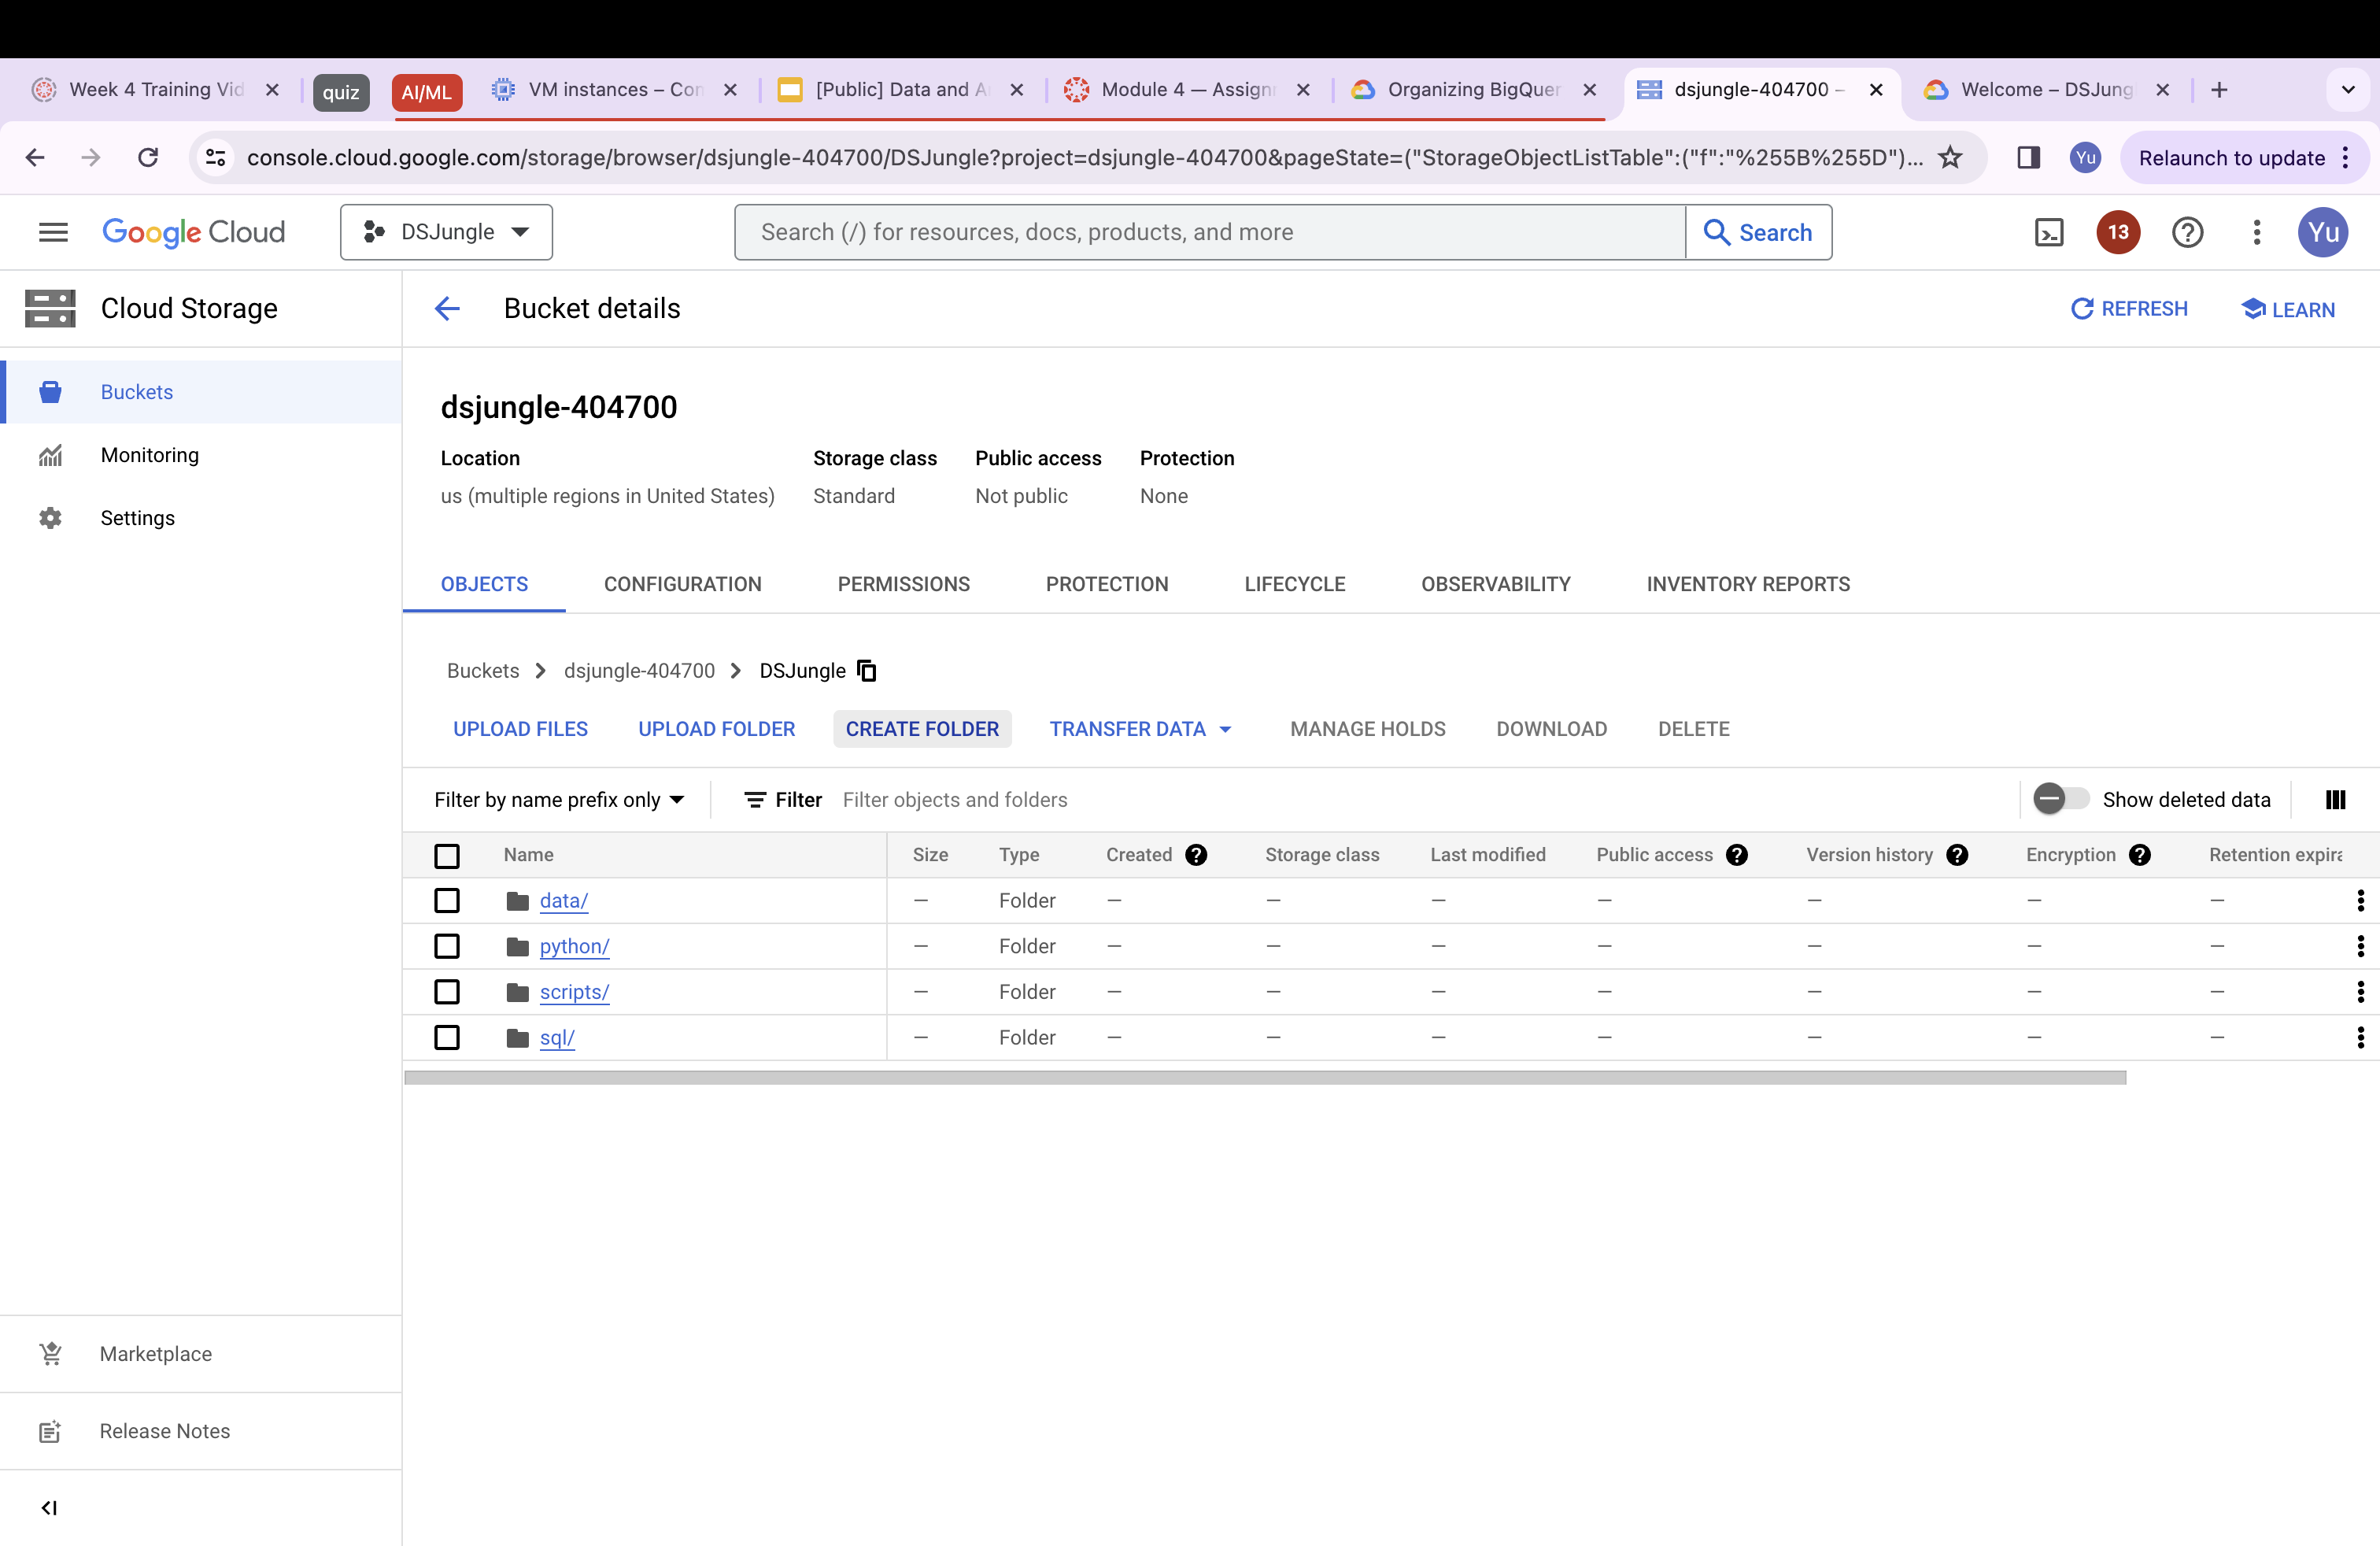 Week 4 Training Vid
quiz
AI/ML
VM instances – Con
[Public] Data and A
Module 4 — Assign
Organizing BigQuer
dsjungle-404700 –
Welcome – DSJung
console.cloud.google.com/storage/browser/dsjungle-404700/DSJungle?project=dsjungle-404700&pageState=("StorageObjectListTable":("f":"%255B%255D")...
Yu
Relaunch to update
Google Cloud
DSJungle
Search (/) for resources, docs, products, and more
Search
13
Yu
Cloud Storage
Bucket details
REFRESH
LEARN
Buckets
Monitoring
Settings
dsjungle-404700
Location Storage class Public access Protection
us (multiple regions in United States) Standard Not public None
OBJECTS CONFIGURATION PERMISSIONS PROTECTION LIFECYCLE OBSERVABILITY INVENTORY REPORTS
Buckets dsjungle-404700 DSJungle
UPLOAD FILES UPLOAD FOLDER CREATE FOLDER TRANSFER DATA MANAGE HOLDS DOWNLOAD DELETE
Filter by name prefix only Filter Filter objects and folders Show deleted data
Name Size Type Created Storage class Last modified Public access Version history Encryption Retention expira
data/ — Folder — — — — — — —
python/ — Folder — — — — — — —
scripts/ — Folder — — — — — — —
sql/ — Folder — — — — — — —
Marketplace
Release Notes